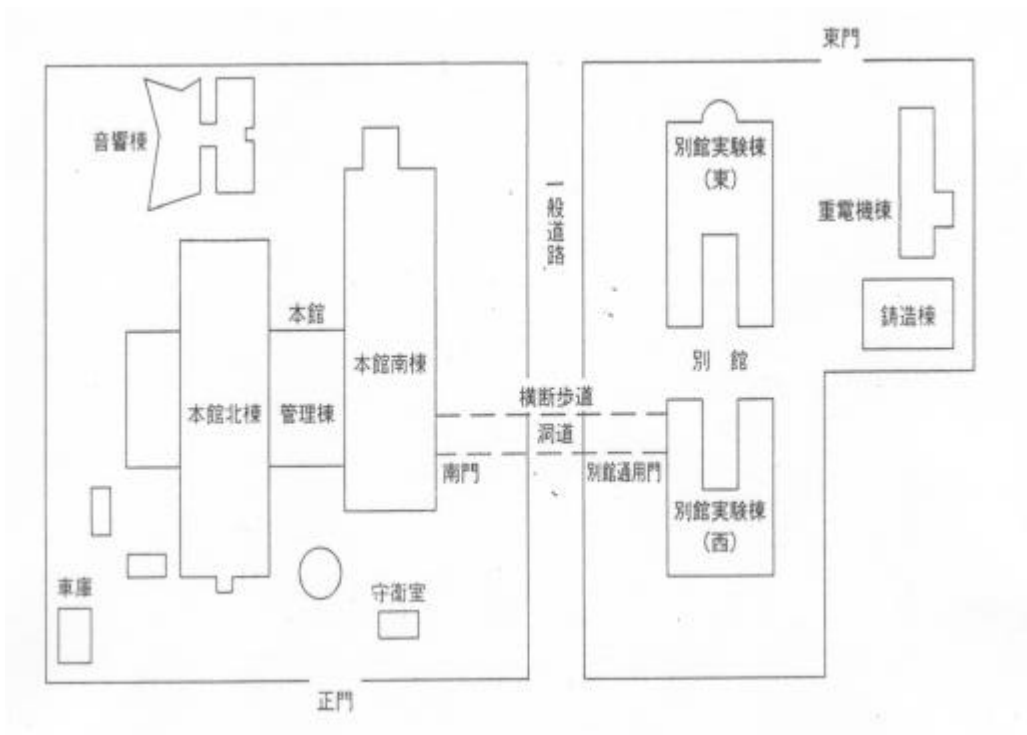 東門
音響棟
別館実験棟
(東)
一般道路
重電機棟
本館
鋳造棟
本館南棟
別 館
横断歩道
本館北棟
管理棟
洞道
南門
別館通用門
別館実験棟
(西)
車庫
守衛室
正門